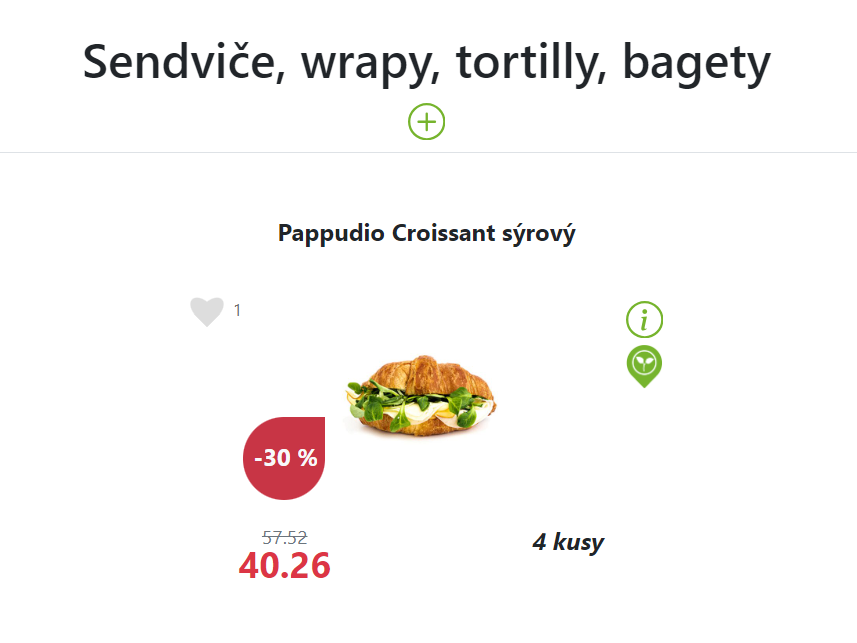 Sendviče, wrapy, tortilly, bagety
Pappudio Croissant sýrový
1
i
-30 %
57.52
40.26
4 kusy